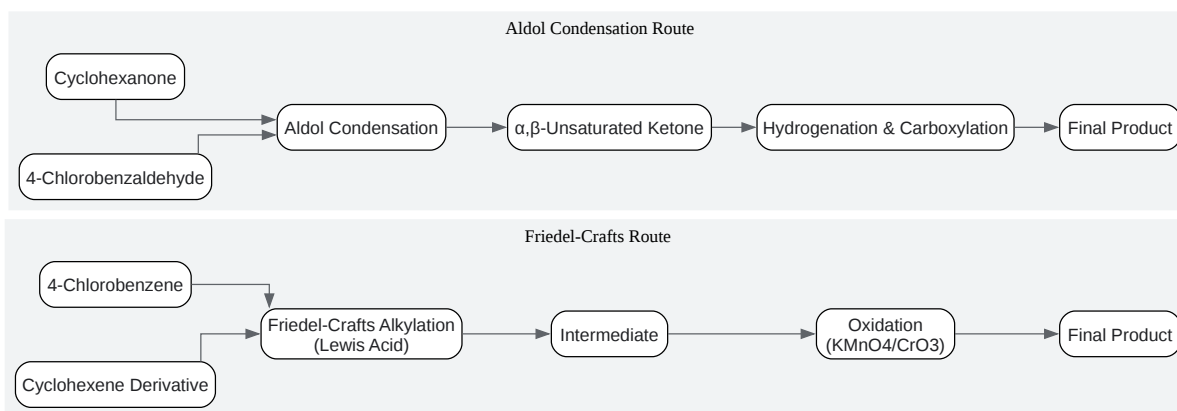 Aldol Condensation Route
Cyclohexanone
4-Chlorobenzaldehyde
Aldol Condensation
α,β-Unsaturated Ketone
Hydrogenation & Carboxylation
Final Product
Friedel-Crafts Route
4-Chlorobenzene
Cyclohexene Derivative
Friedel-Crafts Alkylation
(Lewis Acid)
Intermediate
Oxidation
(KMnO4/CrO3)
Final Product